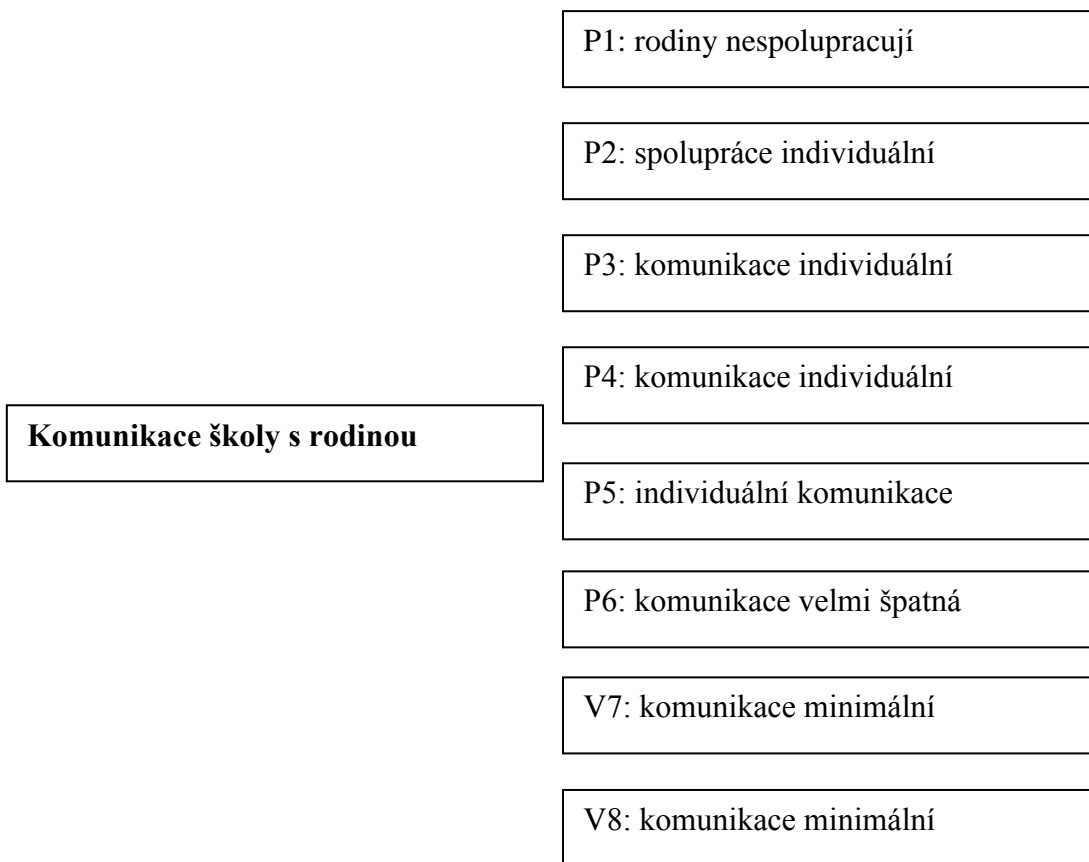 P1: rodiny nespolupracují
P2: spolupráce individuální
P3: komunikace individuální
P4: komunikace individuální
Komunikace školy s rodinou
P5: individuální komunikace
P6: komunikace velmi špatná
V7: komunikace minimální
V8: komunikace minimální